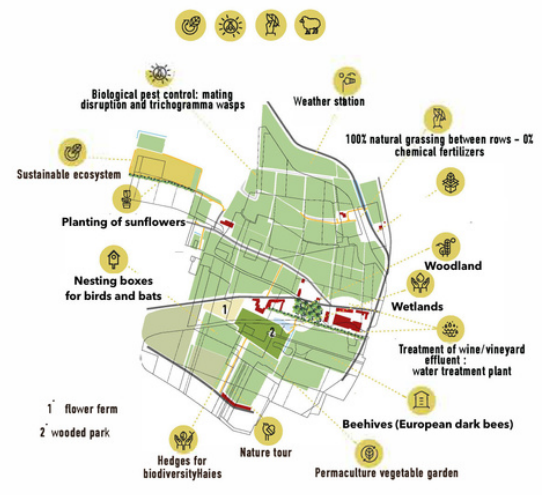 Biological pest control: mating
disruption and trichogramma wasps
Weather station
100% natural grassing between rows – 0%
chemical fertilizers
Sustainable ecosystem
Planting of sunflowers
Woodland
Nesting boxes
for birds and bats
Wetlands
1
2
Treatment of wine/vineyard
effluent :
water treatment plant
1 flower ferm
2 wooded park
Beehives (European dark bees)
Nature tour
Hedges for
biodiversityHaies
Permaculture vegetable garden